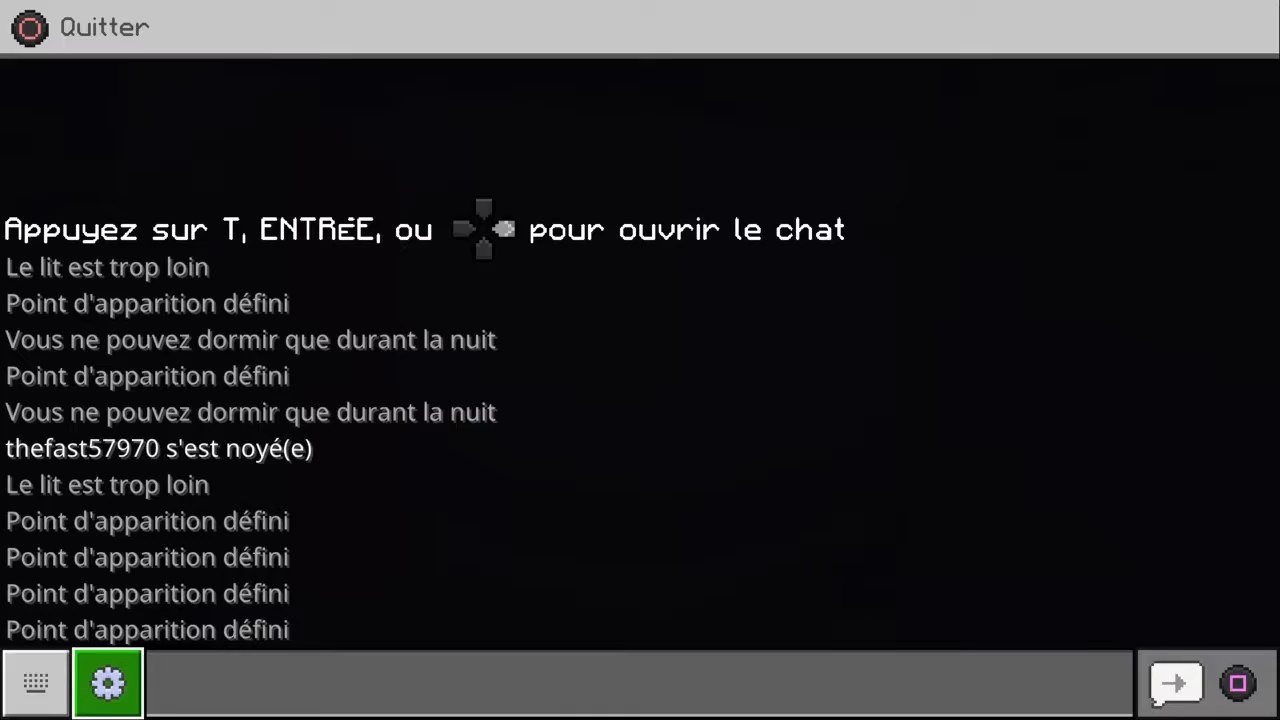 Quitter
Appuyez sur T, ENTRÉE, ou pour ouvrir le chat
Le lit est trop loin
Point d'apparition défini
Vous ne pouvez dormir que durant la nuit
Point d'apparition défini
Vous ne pouvez dormir que durant la nuit
thefast57970 s'est noyé(e)
Le lit est trop loin
Point d'apparition défini
Point d'apparition défini
Point d'apparition défini
Point d'apparition défini